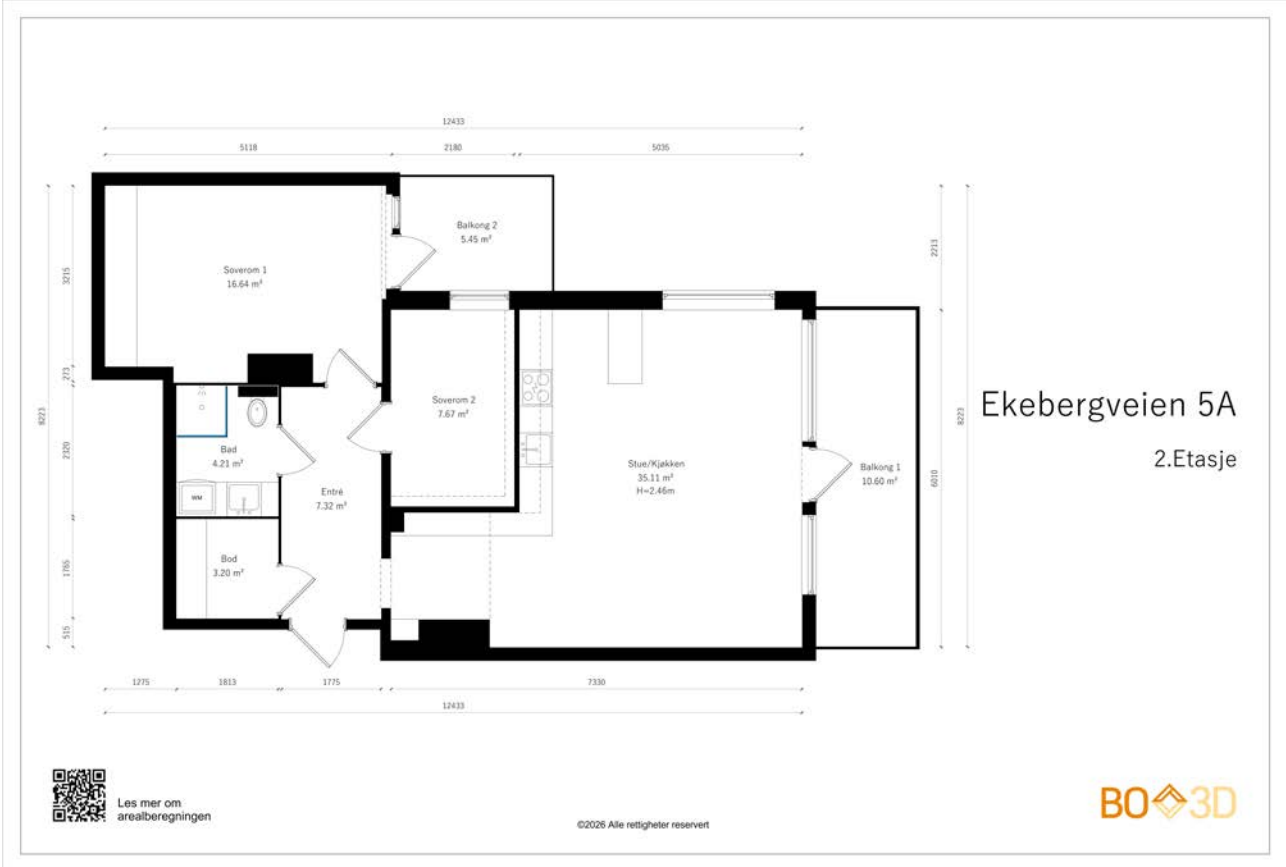 12433
5118
2180
5035
Balkong 2
5.45 m²
Soverom 1
16.64 m²
3215
2213
273
8223
2320
1765
515
Soverom 2
7.67 m²
Bad
4.21 m²
WM
Entré
7.32 m²
Stue/Kjøkken
35.11 m²
H=2.46m
Balkong 1
10.60 m²
6010
8223
Bod
3.20 m²
Ekebergveien 5A
2.Etasje
1275
1813
1775
7330
12433
Les mer om
arealberegningen
©2026 Alle rettigheter reservert
BO 3D